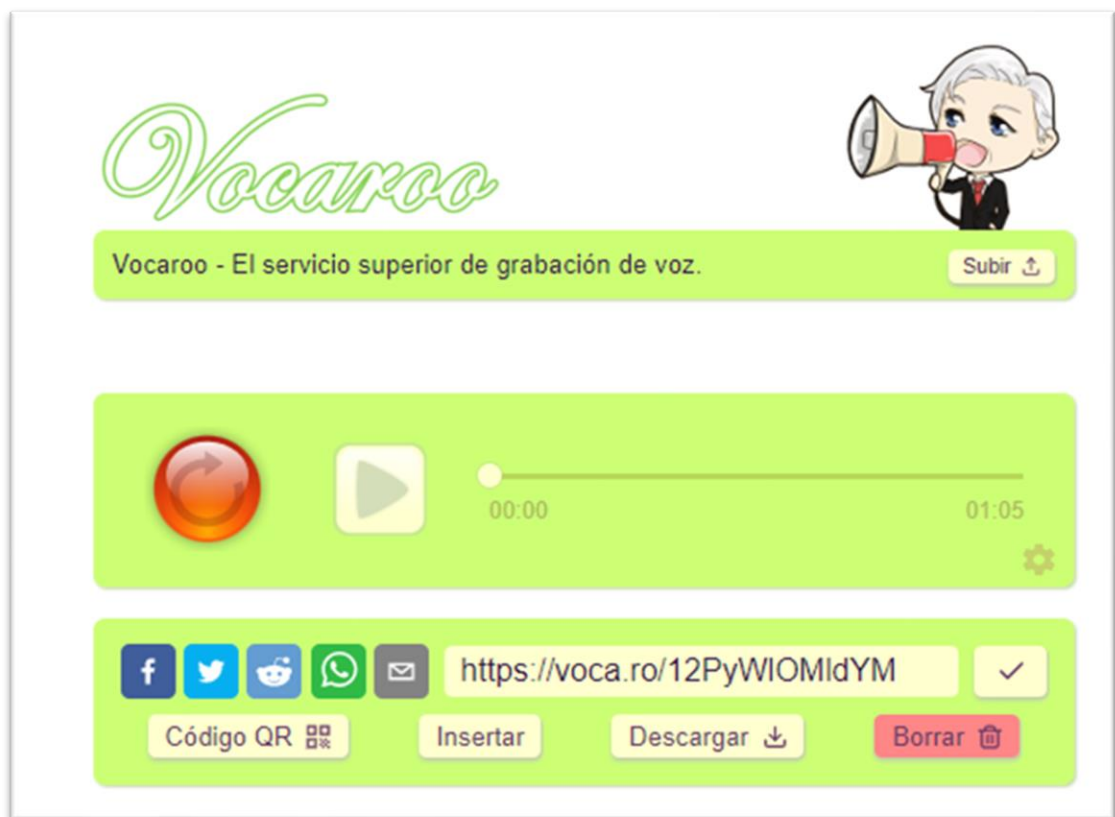 Vocaroo
Vocaroo - El servicio superior de grabación de voz.
Subir
00:00
01:05
https://voca.ro/12PyWIOMIdYM
Código QR
Insertar
Descargar
Borrar